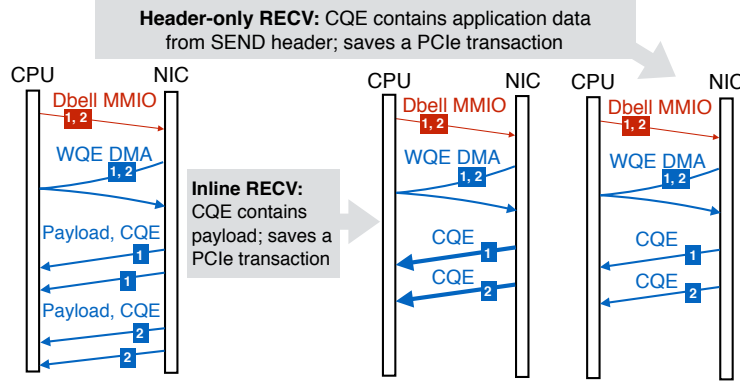 Header-only RECV: CQE contains application data
from SEND header; saves a PCIe transaction
CPU NIC
Dbell MMIO
1, 2
WQE DMA
1, 2
Payload, CQE
1
1
Payload, CQE
2
2
Inline RECV:
CQE contains
payload; saves a
PCIe transaction
CPU NIC
Dbell MMIO
1, 2
WQE DMA
1, 2
CQE
1
CQE
2
CPU NIC
Dbell MMIO
1, 2
WQE DMA
1, 2
CQE
1
CQE
2